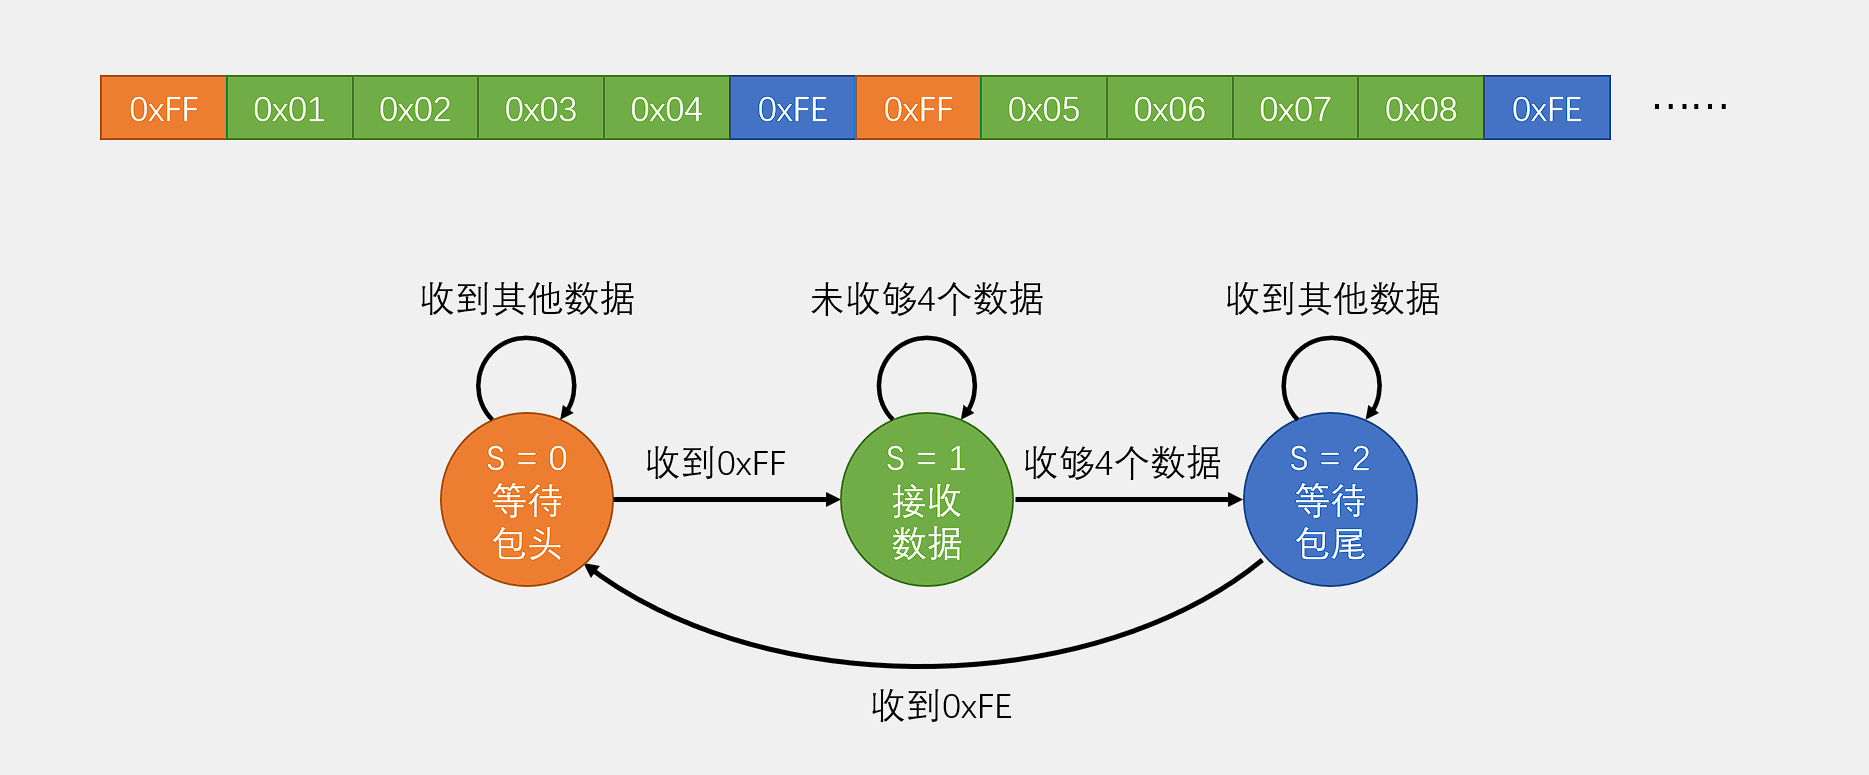 0xFF 0x01 0x02 0x03 0x04 0xFE 0xFF 0x05 0x06 0x07 0x08 0xFE ……
收到其他数据
未收够4个数据
收到其他数据
S = 0
等待
包头
收到0xFF
S = 1
接收
数据
收够4个数据
S = 2
等待
包尾
收到0xFE